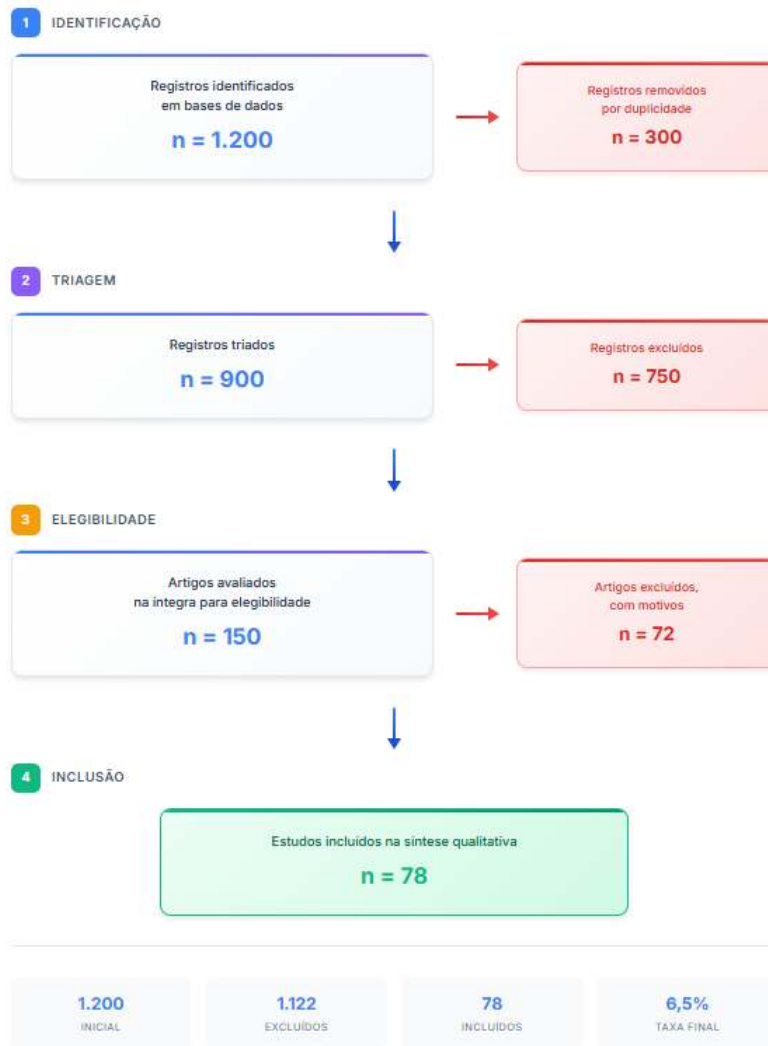 1 IDENTIFICAÇÃO
Registros identificados
em bases de dados
n = 1.200
Registros removidos
por duplicidade
n = 300
2 TRIAGEM
Registros triados
n = 900
Registros excluídos
n = 750
3 ELEGIBILIDADE
Artigos avaliados
na íntegra para elegibilidade
n = 150
Artigos excluídos,
com motivos
n = 72
4 INCLUSÃO
Estudos incluídos na síntese qualitativa
n = 78
1.200
INICIAL
1.122
EXCLUÍDOS
78
INCLUÍDOS
6,5%
TAXA FINAL